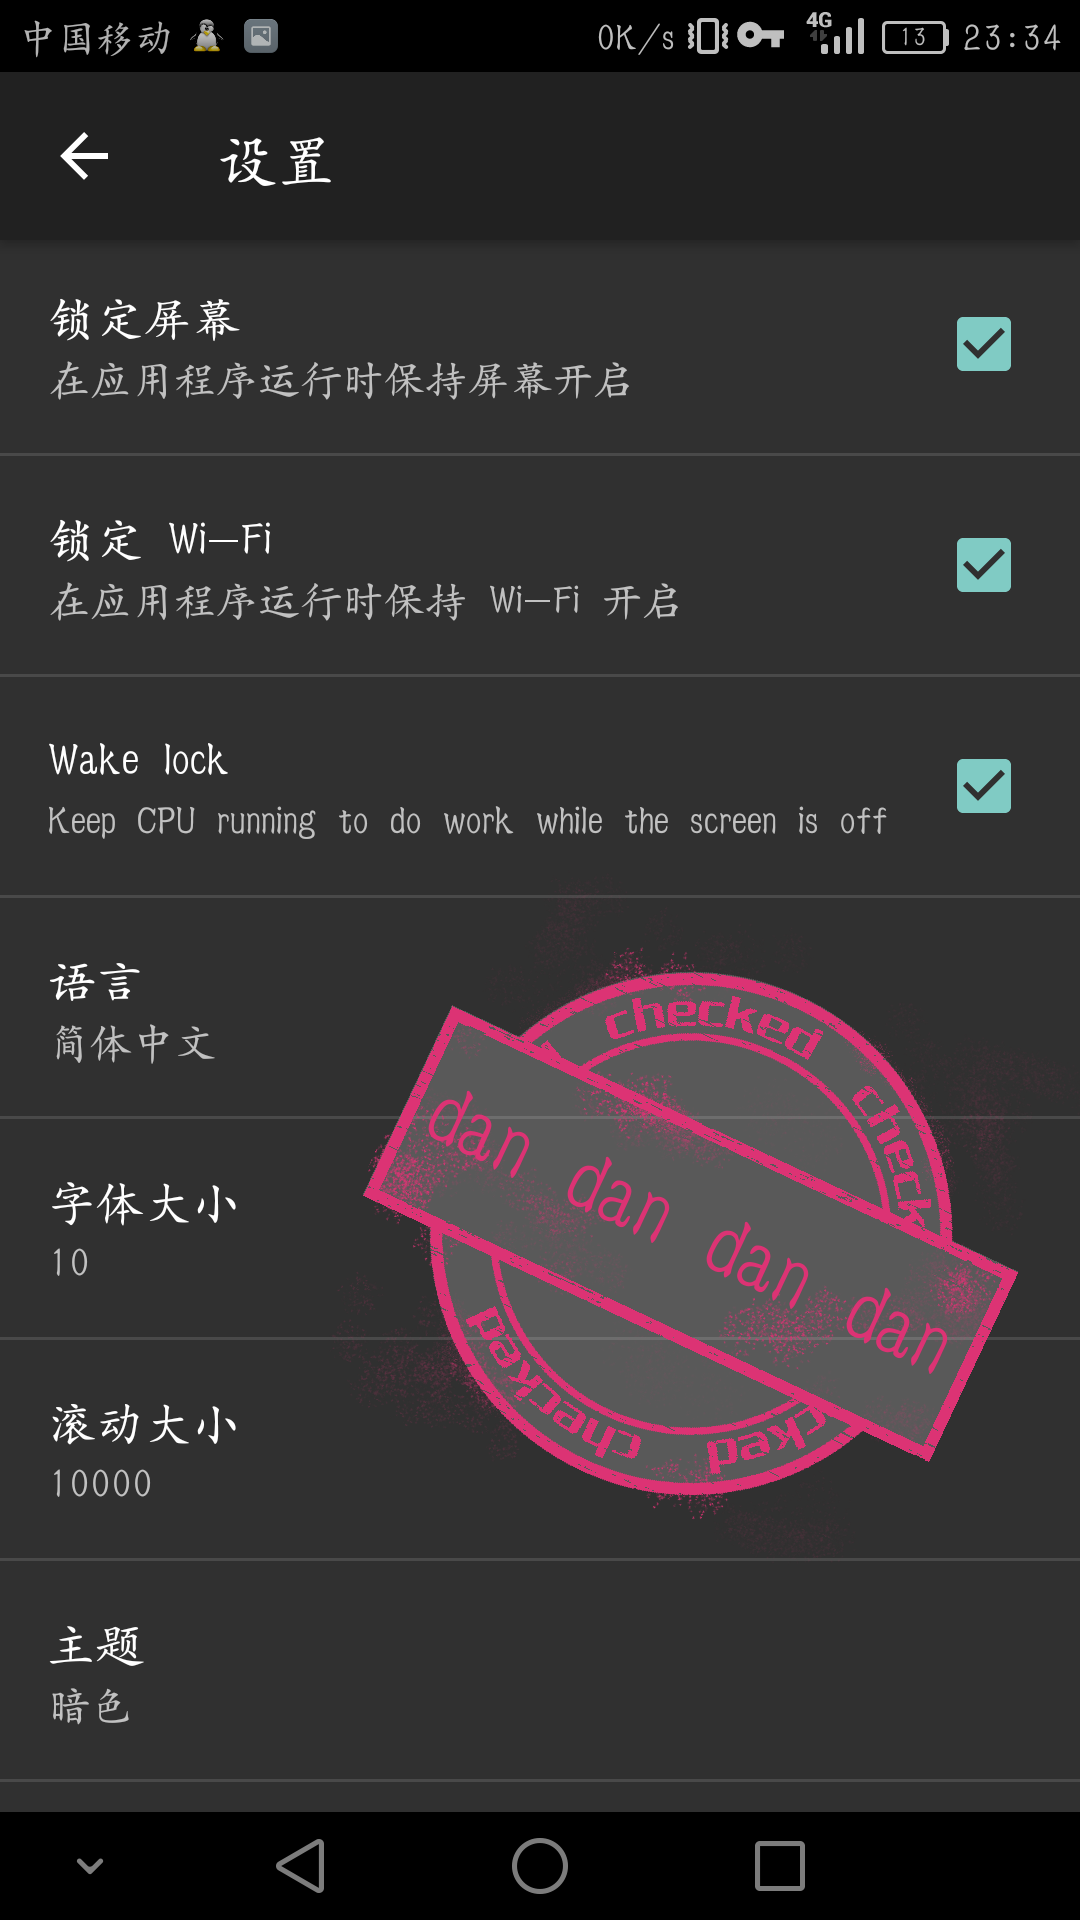 中国移动 0K/s 4G 13 23:34
设置
锁定屏幕
在应用程序运行时保持屏幕开启
锁定 Wi-Fi
在应用程序运行时保持 Wi-Fi 开启
Wake lock
Keep CPU running to do work while the screen is off
语言
简体中文
字体大小
10
滚动大小
10000
主题
暗色
checked
check
dan dan dan dan
checked
cked